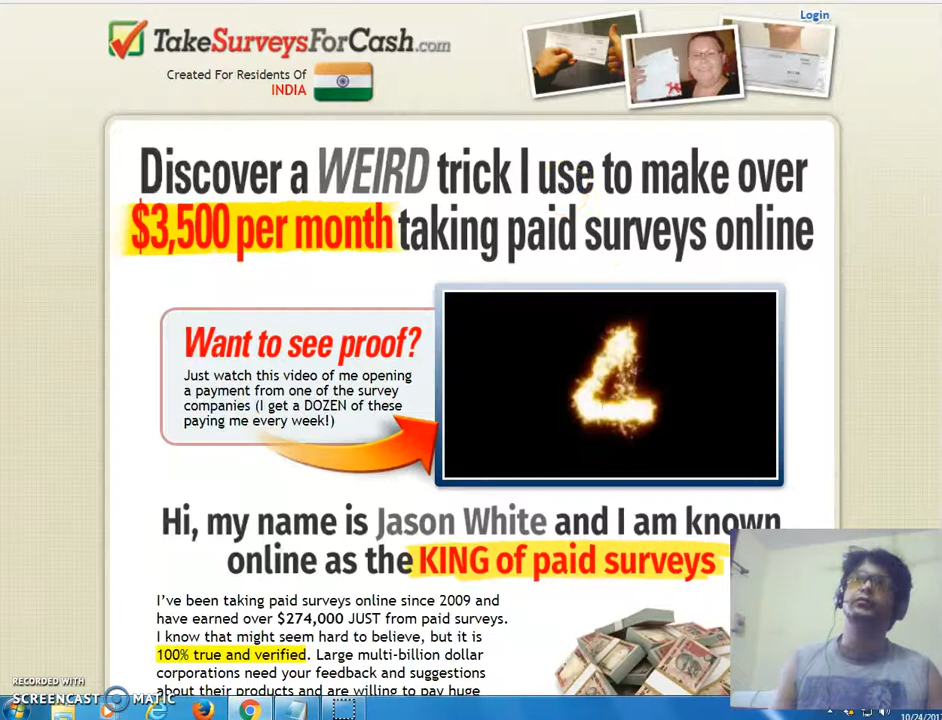 Login
TakeSurveysForCash.com
Created For Residents Of
INDIA
Discover a WEIRD trick I use to make over
$3,500 per month taking paid surveys online
Want to see proof?
Just watch this video of me opening
a payment from one of the survey
companies (I get a DOZEN of these
paying me every week!)
4
Hi, my name is Jason White and I am known
online as the KING of paid surveys
I've been taking paid surveys online since 2009 and
have earned over $274,000 JUST from paid surveys.
I know that might seem hard to believe, but it is
100% true and verified. Large multi-billion dollar
corporations need your feedback and suggestions
about their products and are willing to pay huge
RECORDED WITH
SCREENCAST MATIC